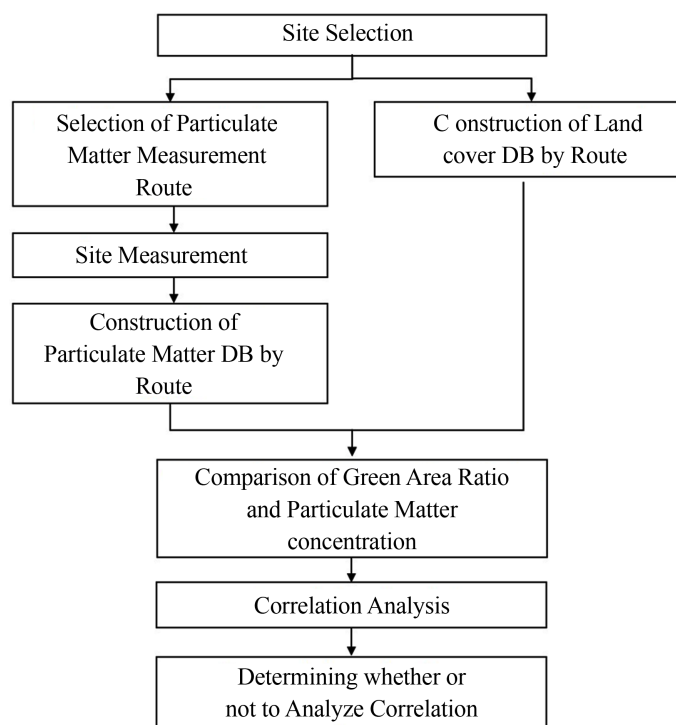 Site Selection
Selection of Particulate
Matter Measurement
Route
C onstruction of Land
cover DB by Route
Site Measurement
Construction of
Particulate Matter DB by
Route
Comparison of Green Area Ratio
and Particulate Matter
concentration
Correlation Analysis
Determining whether or
not to Analyze Correlation